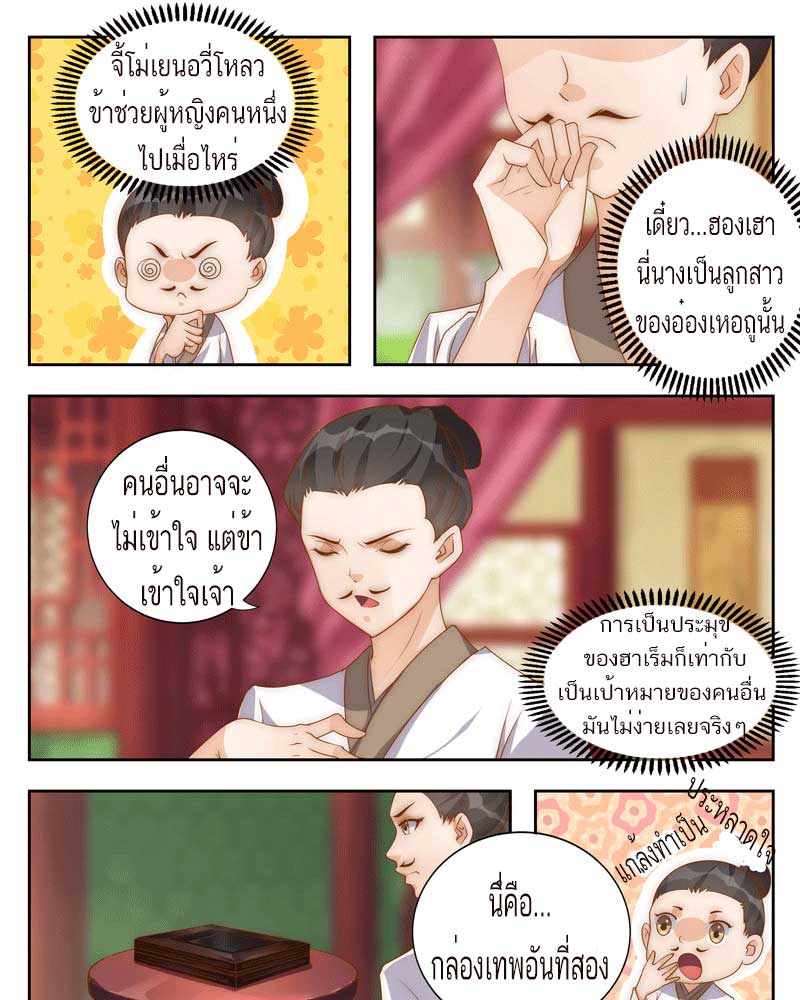 จี้โม่เยนอวี่โหลว
ข้าช่วยผู้หญิงคนหนึ่ง
ไปเมื่อไหร่
เดี๋ยว...ฮองเฮา
นี่นางเป็นลูกสาว
ของอ๋องเหอถูนั้น
คนอื่นอาจจะ
ไม่เข้าใจ แต่ข้า
เข้าใจเจ้า
การเป็นประมุข
ของฮาเร็มก็เท่ากับ
เป็นเป้าหมายของคนอื่น
มันไม่ง่ายเลยจริงๆ
นี่คือ...
กล่องเทพอันที่สอง
แกล้งทำเป็น
ประหลาดใจ